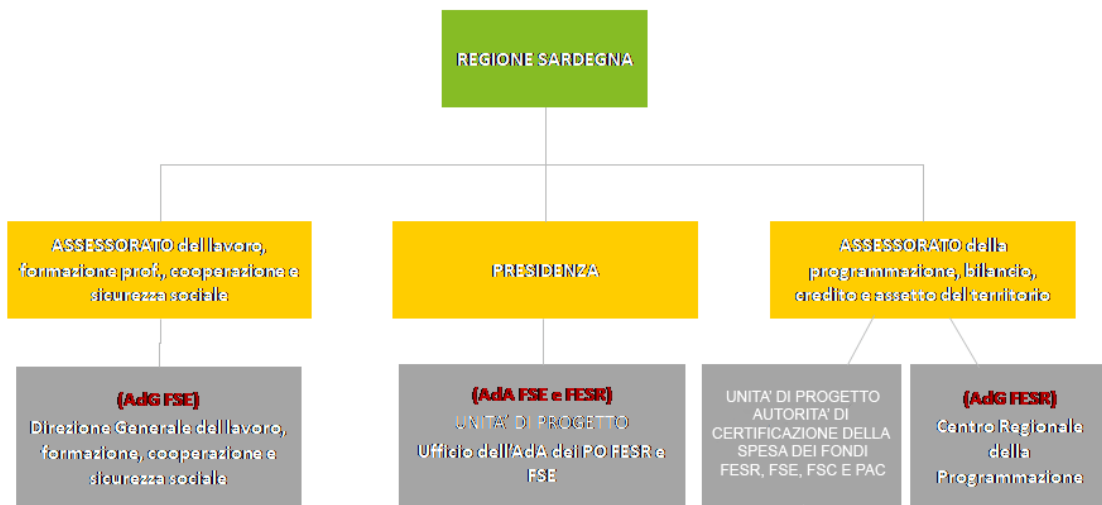 REGIONE SARDEGNA
ASSESSORATO del lavoro,
formazione prof., cooperazione e
sicurezza sociale
PRESIDENZA
ASSESSORATO della
programmazione, bilancio,
credito e assetto del territorio
(AdG FSE)
Direzione Generale del lavoro,
formazione, cooperazione e
sicurezza sociale
(AdA FSE e FESR)
UNITA' DI PROGETTO
Ufficio dell'AdA dei PO FESR e
FSE
UNITA' DI PROGETTO
AUTORITA' DI
CERTIFICAZIONE DELLA
SPESA DEI FONDI
FESR, FSE, FSC E PAC
(AdG FESR)
Centro Regionale
della
Programmazione